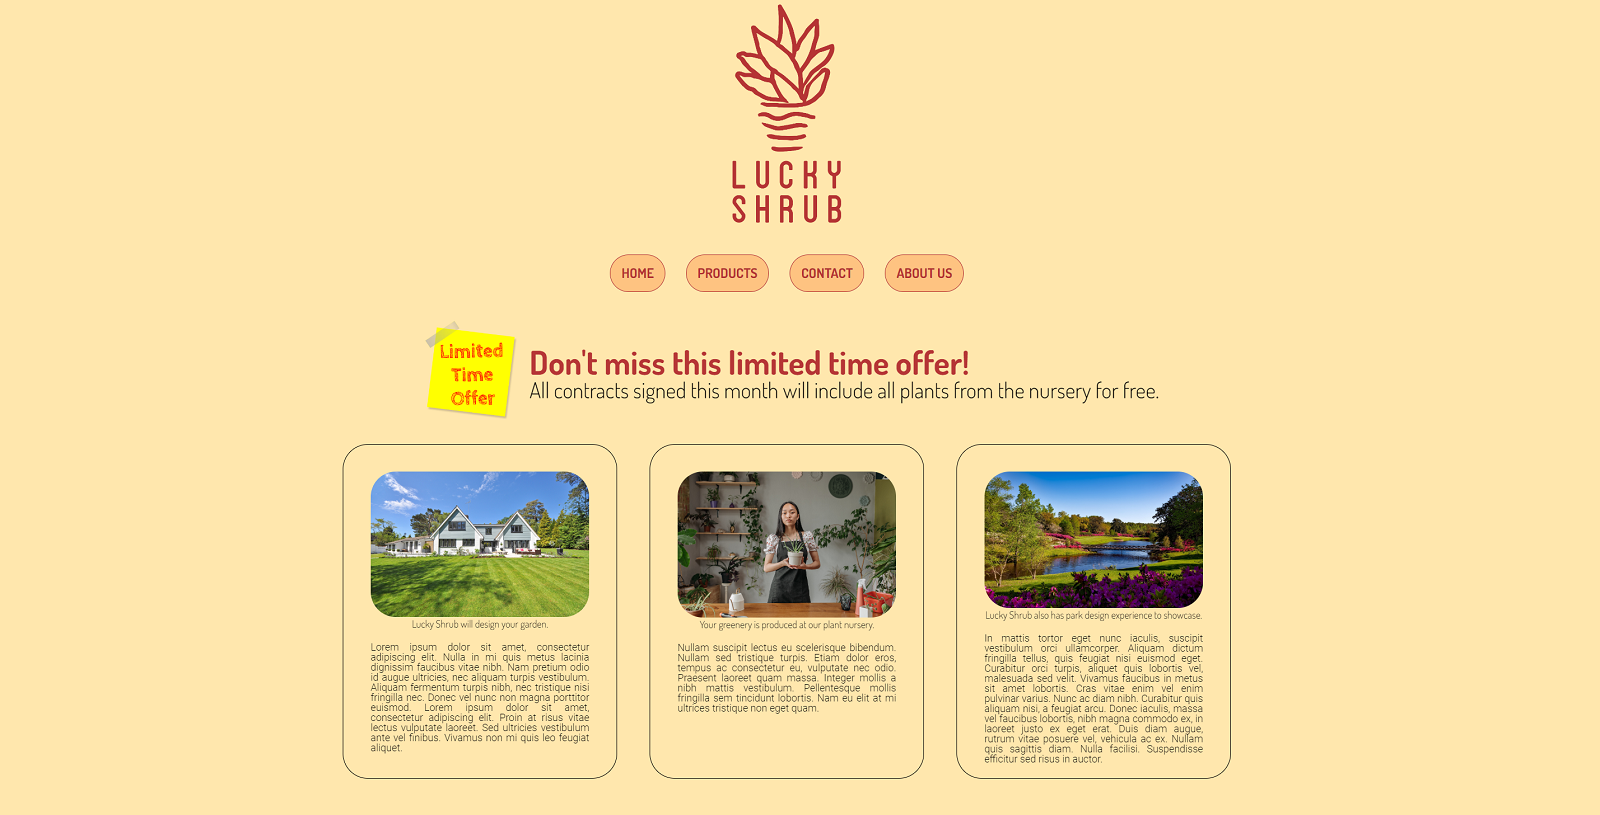 LUCKY
SHRUB
HOME
PRODUCTS
CONTACT
ABOUT US
Limited
Time
Offer
Don't miss this limited time offer!
All contracts signed this month will include all plants from the nursery for free.
Lucky Shrub will design your garden.
Lorem ipsum dolor sit amet, consectetur
adipiscing elit. Nulla in mi quis metus lacinia
dignissim faucibus vitae nibh. Nam pretium odio
id augue ultricies, nec aliquam turpis vestibulum.
Aliquam fermentum turpis nibh, nec tristique nisi
fringilla nec. Donec vel nunc non magna porttitor
euismod. Lorem ipsum dolor sit amet,
consectetur adipiscing elit. Proin at risus vitae
lectus vulputate laoreet. Sed ultricies vestibulum
ante vel finibus. Vivamus non mi quis leo feugiat
aliquet.
Your greenery is produced at our plant nursery.
Nullam suscipit lectus eu scelerisque bibendum.
Nullam sed tristique turpis. Etiam dolor eros,
tempus ac consectetur eu, vulputate nec odio.
Praesent laoreet quam massa. Integer mollis a
nibh mattis vestibulum. Pellentesque mollis
fringilla sem tincidunt lobortis. Nam eu elit at mi
ultrices tristique non eget quam.
Lucky Shrub also has park design experience to showcase.
In mattis tortor eget nunc iaculis, suscipit
vestibulum orci ullamcorper. Aliquam dictum
fringilla tellus, quis feugiat nisi euismod eget.
Curabitur orci turpis, aliquet quis lobortis vel,
malesuada sed velit. Vivamus faucibus in metus
sit amet lobortis. Cras vitae enim vel enim
pulvinar varius. Nunc ac diam nibh. Curabitur quis
aliquam nisi, a feugiat arcu. Donec iaculis, massa
vel faucibus lobortis, nibh magna commodo ex, in
laoreet justo ex eget erat. Duis diam augue,
rutrum vitae posuere vel, vehicula ac ex. Nullam
quis sagittis diam. Nulla facilisi. Suspendisse
efficitur sed risus in auctor.